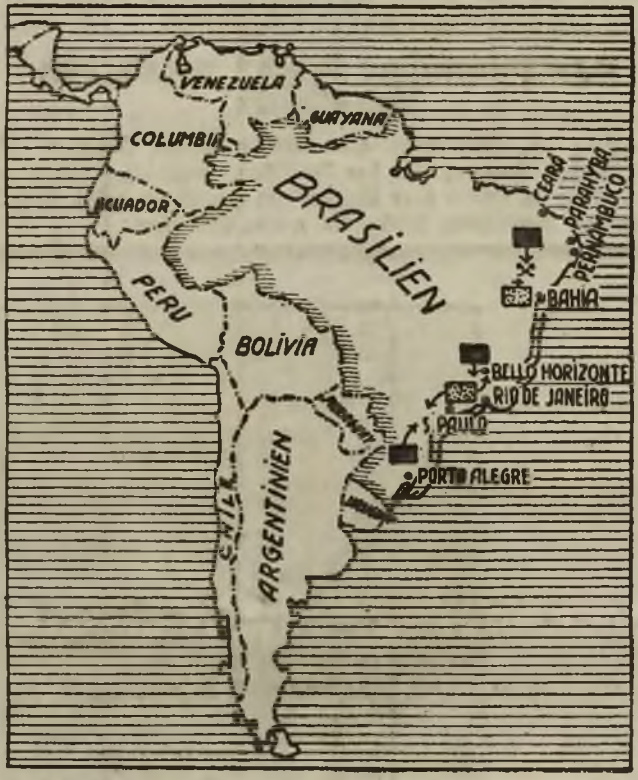 VENEZUELA
GUAYANA
COLUMBII
ECUADOR
BRASILIEN
CEARÁ
PARAHYBA
PERNAMBUCO
BAHIA
PERU
BOLIVIA
BELLO HORIZONTE
RIO DE JANEIRO
S. PAULO
PORTO ALEGRE
CHILE
ARGENTINIEN